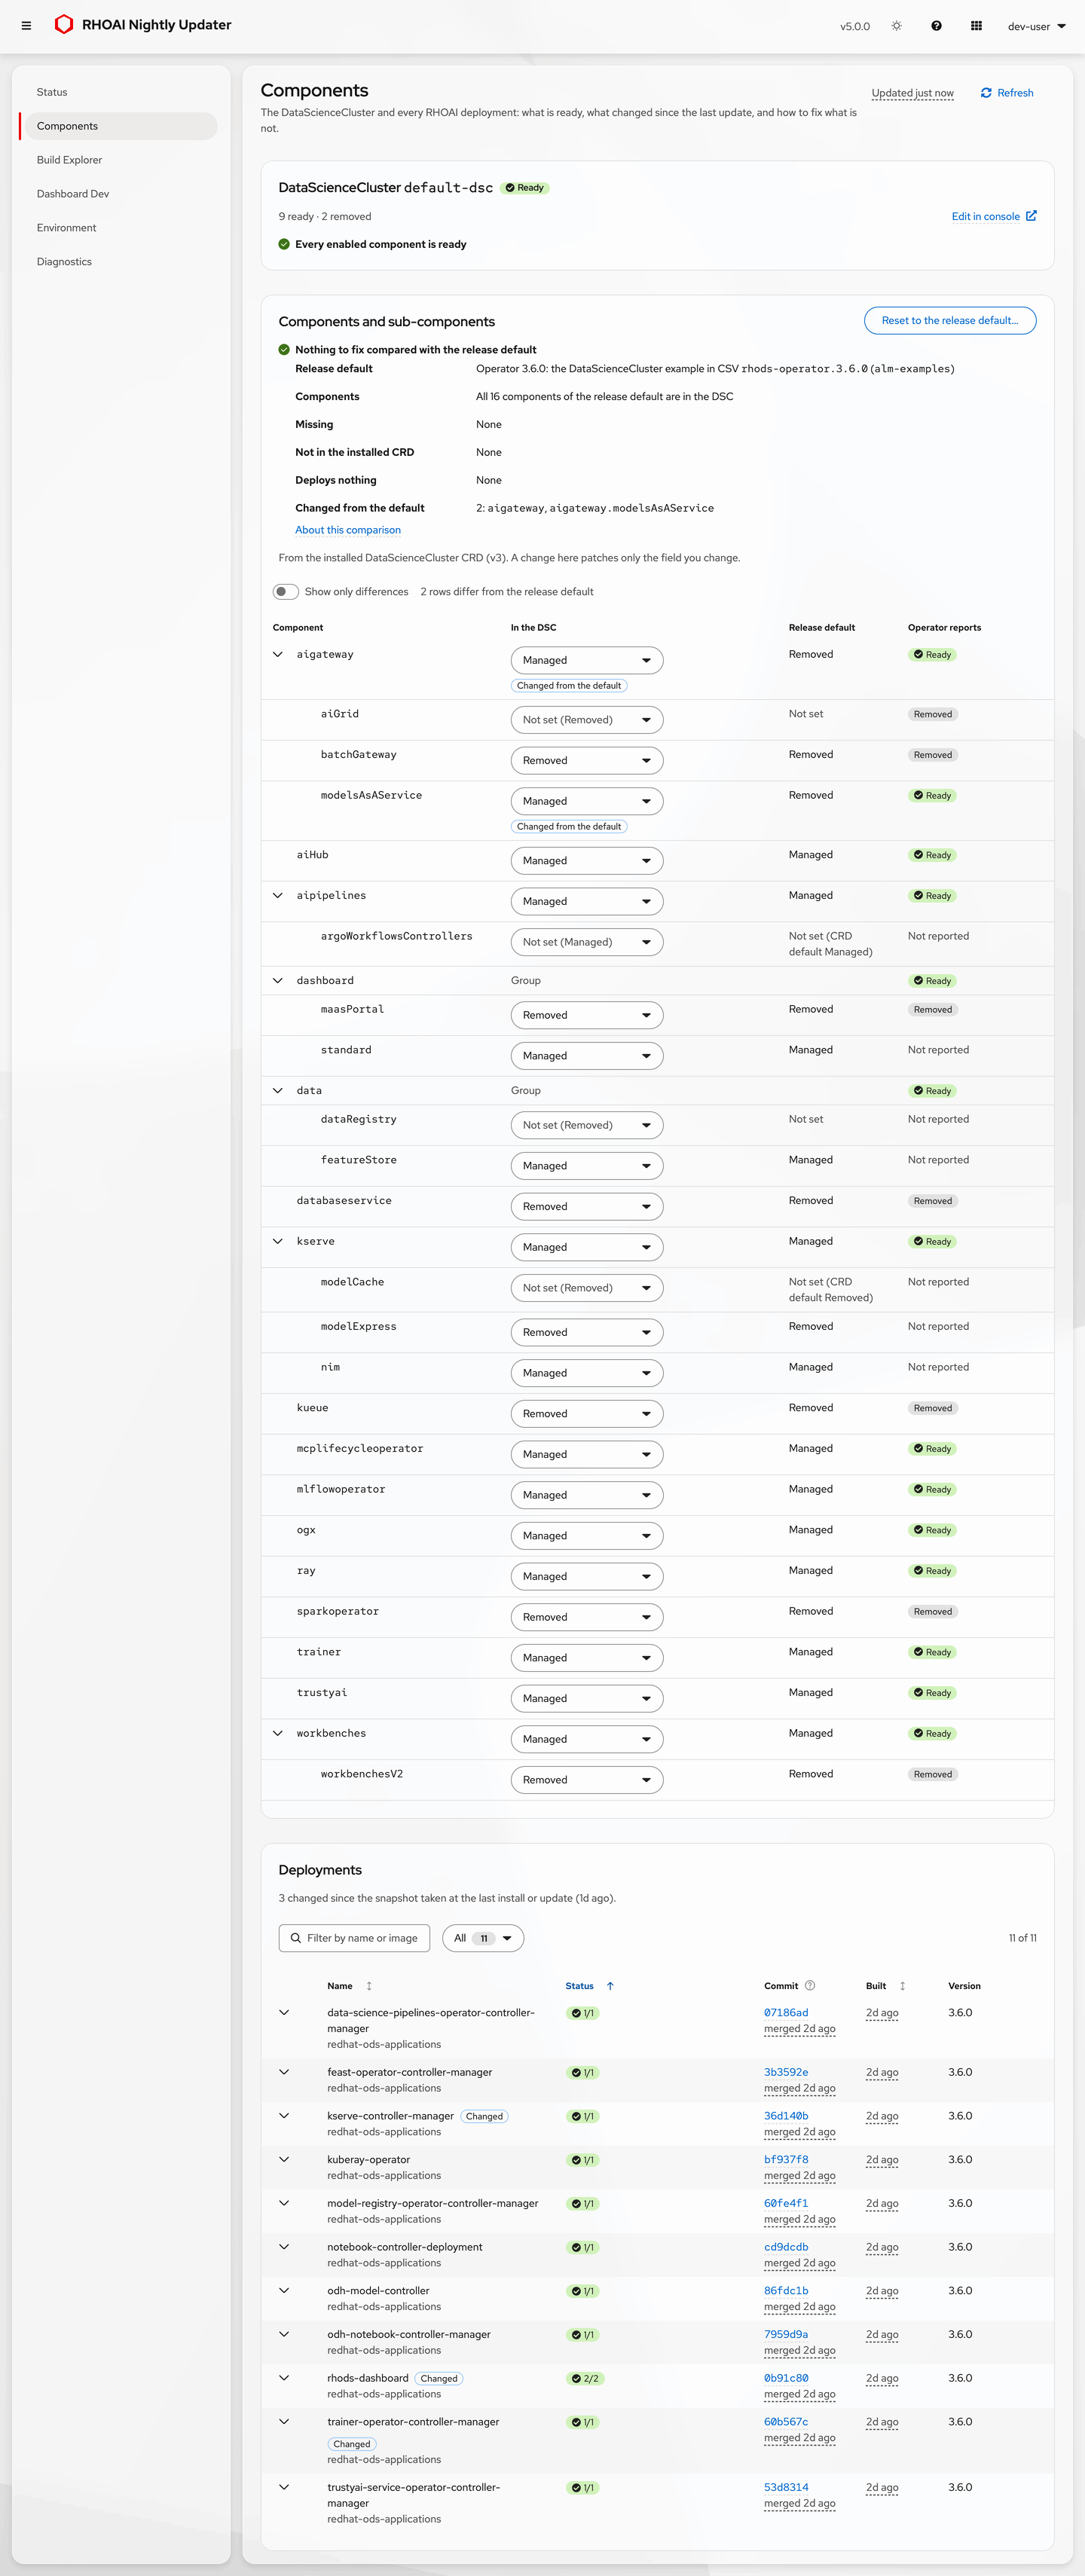 RHOAI Nightly Updater
v5.0.0
dev-user
Status
Components
Build Explorer
Dashboard Dev
Environment
Diagnostics
Components
Updated just now
Refresh
The DataScienceCluster and every RHOAI deployment: what is ready, what changed since the last update, and how to fix what is
not.
DataScienceCluster default-dsc Ready
9 ready · 2 removed
Edit in console
Every enabled component is ready
Components and sub-components
Reset to the release default...
Nothing to fix compared with the release default
Release default Operator 3.6.0: the DataScienceCluster example in CSV rhods-operator.3.6.0 (alm-examples)
Components All 16 components of the release default are in the DSC
Missing None
Not in the installed CRD None
Deploys nothing None
Changed from the default 2: aigateway, aigateway.modelsAsAService
About this comparison
From the installed DataScienceCluster CRD (v3). A change here patches only the field you change.
Show only differences 2 rows differ from the release default
Component In the DSC Release default Operator reports
aigateway Managed Removed Ready
Changed from the default
aiGrid Not set (Removed) Not set Removed
batchGateway Removed Removed Removed
modelsAsAService Managed Removed Ready
Changed from the default
aiHub Managed Managed Ready
aipipelines Managed Managed Ready
argoWorkflowsControllers Not set (Managed) Not set (CRD Not reported
default Managed)
dashboard Group Ready
maasPortal Removed Removed Removed
standard Managed Managed Not reported
data Group Ready
dataRegistry Not set (Removed) Not set Not reported
featureStore Managed Managed Not reported
databaseservice Removed Removed Removed
kserve Managed Managed Ready
modelCache Not set (Removed) Not set (CRD Not reported
default Removed)
modelExpress Removed Removed Not reported
nim Managed Managed Not reported
kueue Removed Removed Removed
mcplifecycleoperator Managed Managed Ready
mlflowoperator Managed Managed Ready
ogx Managed Managed Ready
ray Managed Managed Ready
sparkoperator Removed Removed Removed
trainer Managed Managed Ready
trustyai Managed Managed Ready
workbenches Managed Managed Ready
workbenchesV2 Removed Removed Removed
Deployments
3 changed since the snapshot taken at the last install or update (1d ago).
Filter by name or image All 11 11 of 11
Name Status Commit Built Version
data-science-pipelines-operator-controller- 1/1 07186ad 2d ago 3.6.0
manager merged 2d ago
redhat-ods-applications
feast-operator-controller-manager 1/1 3b3592e 2d ago 3.6.0
redhat-ods-applications merged 2d ago
kserve-controller-manager Changed 1/1 36d140b 2d ago 3.6.0
redhat-ods-applications merged 2d ago
kuberay-operator 1/1 bf937f8 2d ago 3.6.0
redhat-ods-applications merged 2d ago
model-registry-operator-controller-manager 1/1 60fe4f1 2d ago 3.6.0
redhat-ods-applications merged 2d ago
notebook-controller-deployment 1/1 cd9dcdb 2d ago 3.6.0
redhat-ods-applications merged 2d ago
odh-model-controller 1/1 86fdc1b 2d ago 3.6.0
redhat-ods-applications merged 2d ago
odh-notebook-controller-manager 1/1 7959d9a 2d ago 3.6.0
redhat-ods-applications merged 2d ago
rhods-dashboard Changed 2/2 0b91c80 2d ago 3.6.0
redhat-ods-applications merged 2d ago
trainer-operator-controller-manager 1/1 60b567c 2d ago 3.6.0
Changed merged 2d ago
redhat-ods-applications
trustyai-service-operator-controller- 1/1 53d8314 2d ago 3.6.0
manager merged 2d ago
redhat-ods-applications